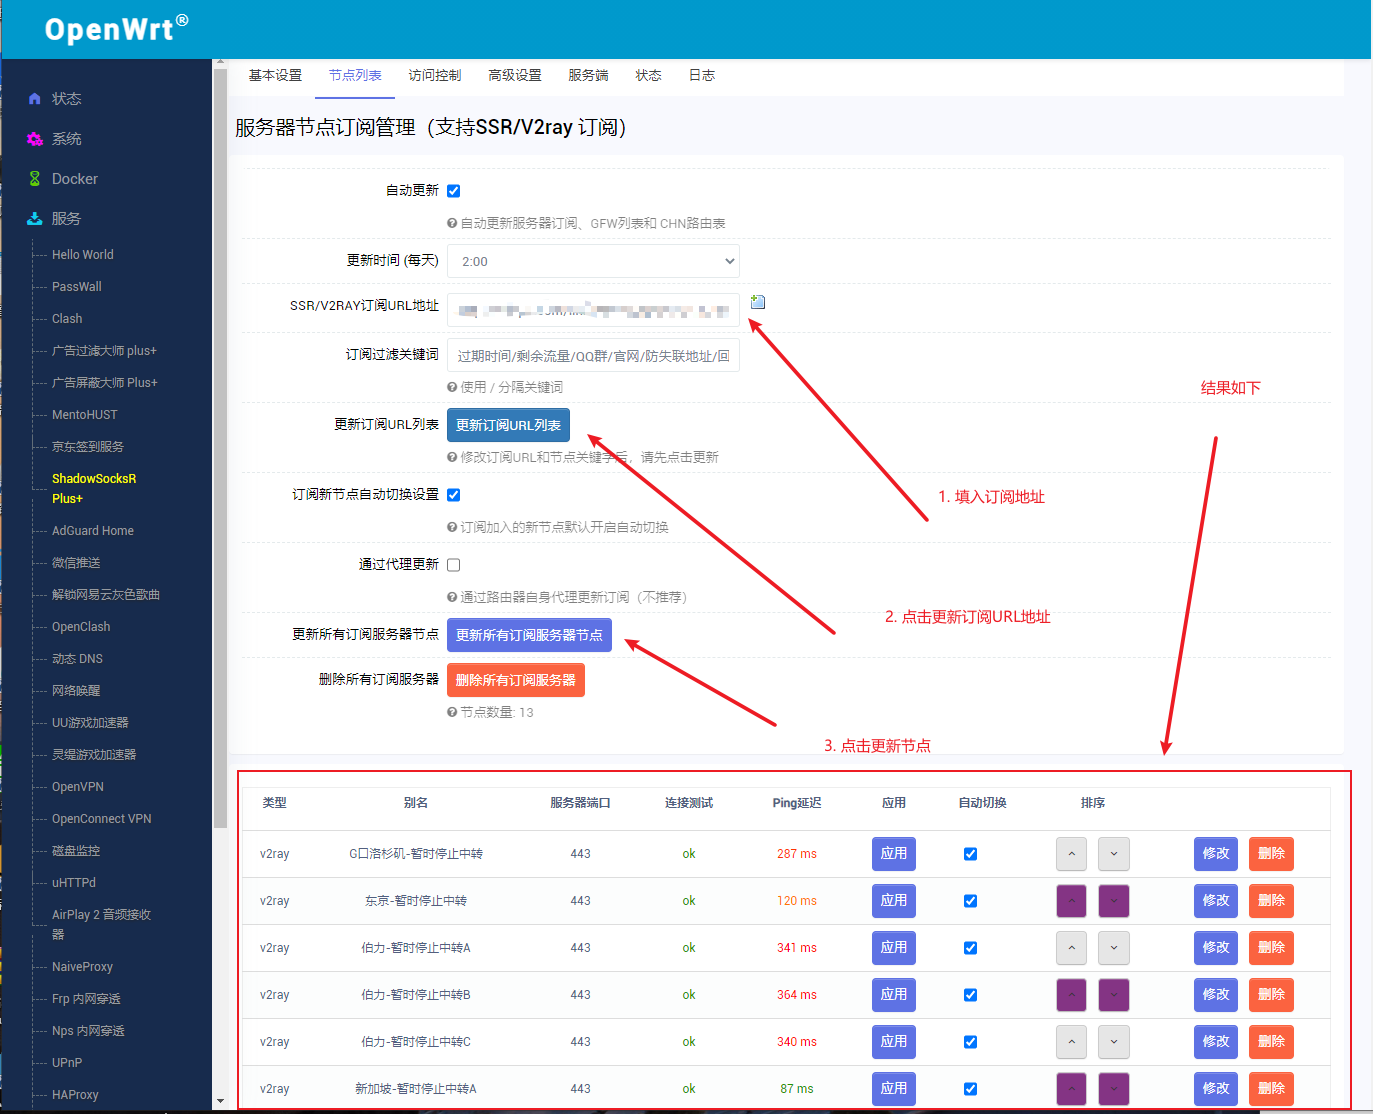 OpenWrt®
状态
系统
Docker
服务
Hello World
PassWall
Clash
广告过滤大师 plus+
广告屏蔽大师 Plus+
MentoHUST
京东签到服务
ShadowSocksR
Plus+
AdGuard Home
微信推送
解锁网易云灰色歌曲
OpenClash
动态 DNS
网络唤醒
UU游戏加速器
灵缇游戏加速器
OpenVPN
OpenConnect VPN
磁盘监控
uHTTPd
AirPlay 2 音频接收
器
NaiveProxy
Frp 内网穿透
Nps 内网穿透
UPnP
HAProxy
基本设置 节点列表 访问控制 高级设置 服务端 状态 日志
服务器节点订阅管理（支持SSR/V2ray 订阅）
自动更新
自动更新服务器订阅、GFW列表和 CHN路由表
更新时间 (每天) 2:00
SSR/V2RAY订阅URL地址
订阅过滤关键词 过期时间/剩余流量/QQ群/官网/防失联地址/回
使用 / 分隔关键词
更新订阅URL列表 更新订阅URL列表
修改订阅URL和节点关键字后，请先点击更新
订阅新节点自动切换设置
订阅加入的新节点默认开启自动切换
通过代理更新
通过路由器自身代理更新订阅（不推荐）
更新所有订阅服务器节点 更新所有订阅服务器节点
删除所有订阅服务器 删除所有订阅服务器
节点数量: 13
结果如下
1. 填入订阅地址
2. 点击更新订阅URL地址
3. 点击更新节点
类型 别名 服务器端口 连接测试 Ping延迟 应用 自动切换 排序
v2ray G口洛杉矶-暂时停止中转 443 ok 287 ms 应用 修改 删除
v2ray 东京-暂时停止中转 443 ok 120 ms 应用 修改 删除
v2ray 伯力-暂时停止中转A 443 ok 341 ms 应用 修改 删除
v2ray 伯力-暂时停止中转B 443 ok 364 ms 应用 修改 删除
v2ray 伯力-暂时停止中转C 443 ok 340 ms 应用 修改 删除
v2ray 新加坡-暂时停止中转A 443 ok 87 ms 应用 修改 删除